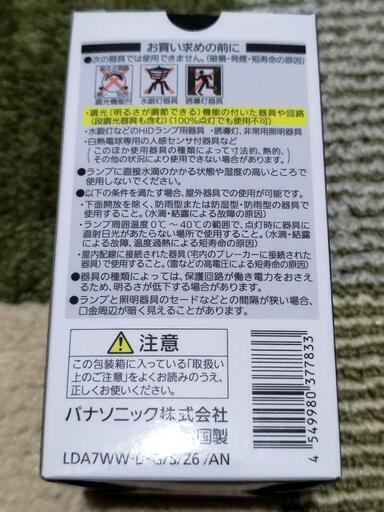 お買い求めの前に
●次の器具では使用できません。(破損・発煙・短寿命の原因)
調光機能付 水銀灯器具 誘導灯器具
・調光(明るさが調節できる)機能の付いた器具や回路
(段調光器具も含む)(100%点灯でも使用不可)
・水銀灯などのHIDランプ用器具・誘導灯、非常用照明器具
・白熱電球専用の人感センサ付器具など
このほか使用器具の種類によって寸法的、熱的、
その他の状況により使用できない場合があります。
●ランプに直接水滴のかかる状態や湿度の高いところで
使用しないでください。
●以下の条件を満たす場合、屋外器具での使用が可能です。
・下面開放を除く、防雨型または防湿型・防雨型の器具で
使用すること。(水滴・結露による故障の原因)
・ランプ周囲温度0℃～40℃の範囲で、点灯時に器具に
直射日光があたらない場所で使用すること。(水滴・結露に
よる故障、温度過熱による短寿命の原因)
・屋内配線に接続された器具(宅内のブレーカーに接続された
器具)で使用すること。(雷などの高電圧による短寿命の原因)
●器具の種類によっては、保護回路が働き電力をおさえ
るため、明るさが低下する場合があります。
●ランプと照明器具のセードなどとの間隔が狭い場合、
口金周辺が暗く見えることがあります。
注意
この包装箱に入っている「取扱い
上のご注意」をよくお読みのうえ、
正しくお使いください。
パナソニック株式会社
国製
LDA7WW-D-G/S/Z6 /AN
4 549980 377833